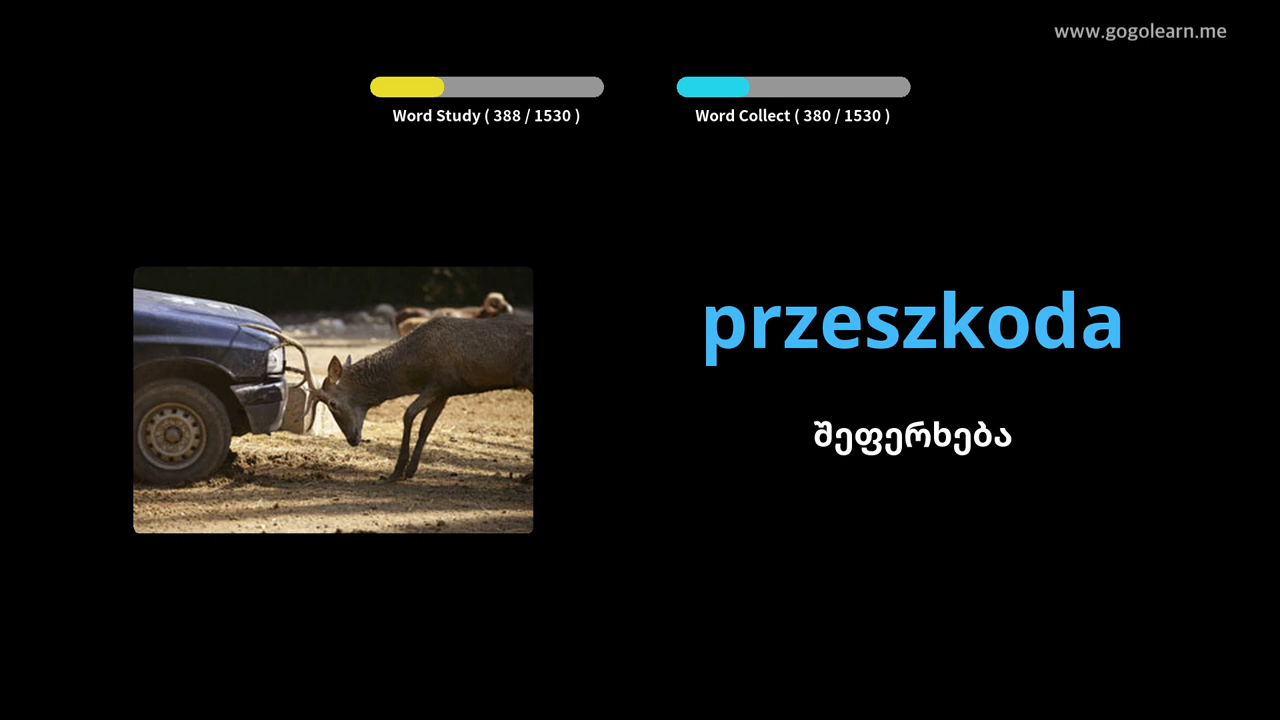 www.gogolearn.me
Word Study ( 388 / 1530 )
Word Collect ( 380 / 1530 )
przeszkoda
შეფერხება